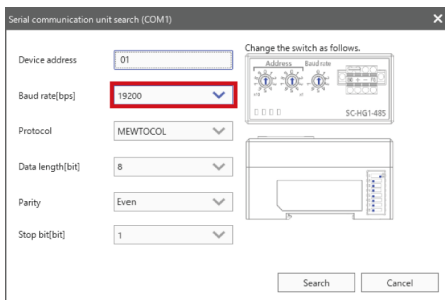 Serial communication unit search (COM1)
Device address
01
Change the switch as follows.
Address
Baud rate
SC-HG1-485
Baud rate[bps]
19200
Protocol
MEWTOCOL
Data length[bit]
8
Parity
Even
Stop bit[bit]
1
Search
Cancel